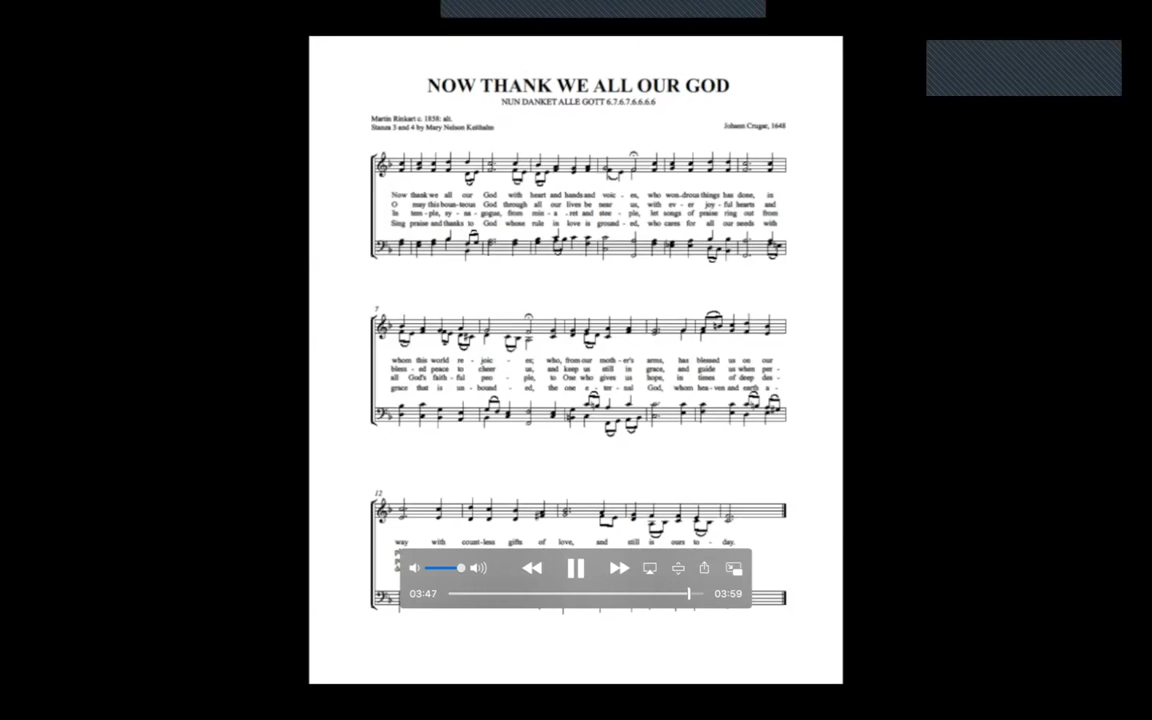 NOW THANK WE ALL OUR GOD
NUN DANKET ALLE GOTT 6.7.6.7.6.6.6.6
Martin Rinkart c. 1858: alt.
Stanza 3 and 4 by Mary Nelson Keithahn
Johann Crugar, 1648
Now thank we all our God with heart and hands and voic - es, who won-drous things has done, in
O may this boun-teous God through all our lives be near us, with ev - er joy - ful hearts and
In tem-ple, sy - na - gogue, from min - a - ret and stee - ple, let songs of praise ring out from
Sing praise and thanks to God whose rule in love is ground - ed, who cares for all our needs with
7
whom this world re - joic - es; who, from our moth - er's arms, has blessed us on our
bless - ed peace to cheer us, and keep us still in grace, and guide us when per -
all God's faith - ful peo - ple, to One who gives us hope, in times of deep des -
grace that is un - bound - ed, the one e - ter - nal God, whom hea - ven and earth a -
12
way with count-less gifts of love, and still is ours to - day.
03:47
03:59